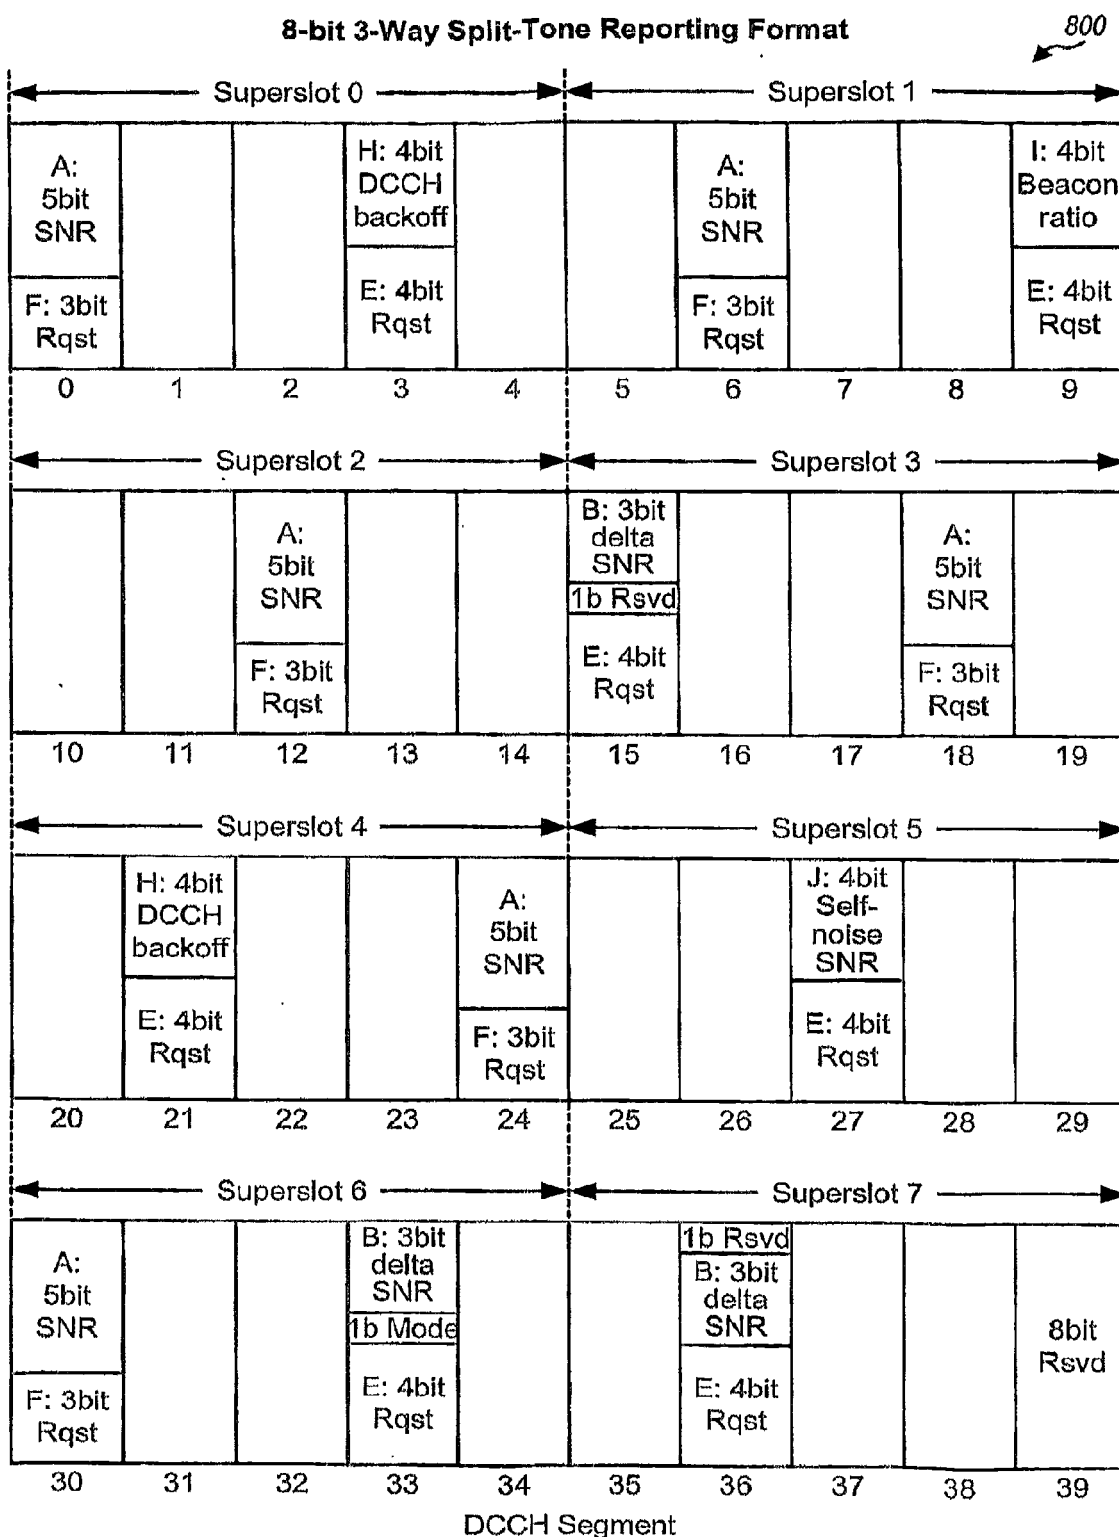 8-bit 3-Way Split-Tone Reporting Format
800
Superslot 0
Superslot 1
A:
5bit
SNR
F: 3bit
Rqst
H: 4bit
DCCH
backoff
E: 4bit
Rqst
A:
5bit
SNR
F: 3bit
Rqst
I: 4bit
Beacon
ratio
E: 4bit
Rqst
0 1 2 3 4 5 6 7 8 9
Superslot 2
Superslot 3
A:
5bit
SNR
F: 3bit
Rqst
B: 3bit
delta
SNR
1b Rsvd
E: 4bit
Rqst
A:
5bit
SNR
F: 3bit
Rqst
10 11 12 13 14 15 16 17 18 19
Superslot 4
Superslot 5
H: 4bit
DCCH
backoff
E: 4bit
Rqst
A:
5bit
SNR
F: 3bit
Rqst
J: 4bit
Self-
noise
SNR
E: 4bit
Rqst
20 21 22 23 24 25 26 27 28 29
Superslot 6
Superslot 7
A:
5bit
SNR
F: 3bit
Rqst
B: 3bit
delta
SNR
1b Mode
E: 4bit
Rqst
1b Rsvd
B: 3bit
delta
SNR
E: 4bit
Rqst
8bit
Rsvd
30 31 32 33 34 35 36 37 38 39
DCCH Segment